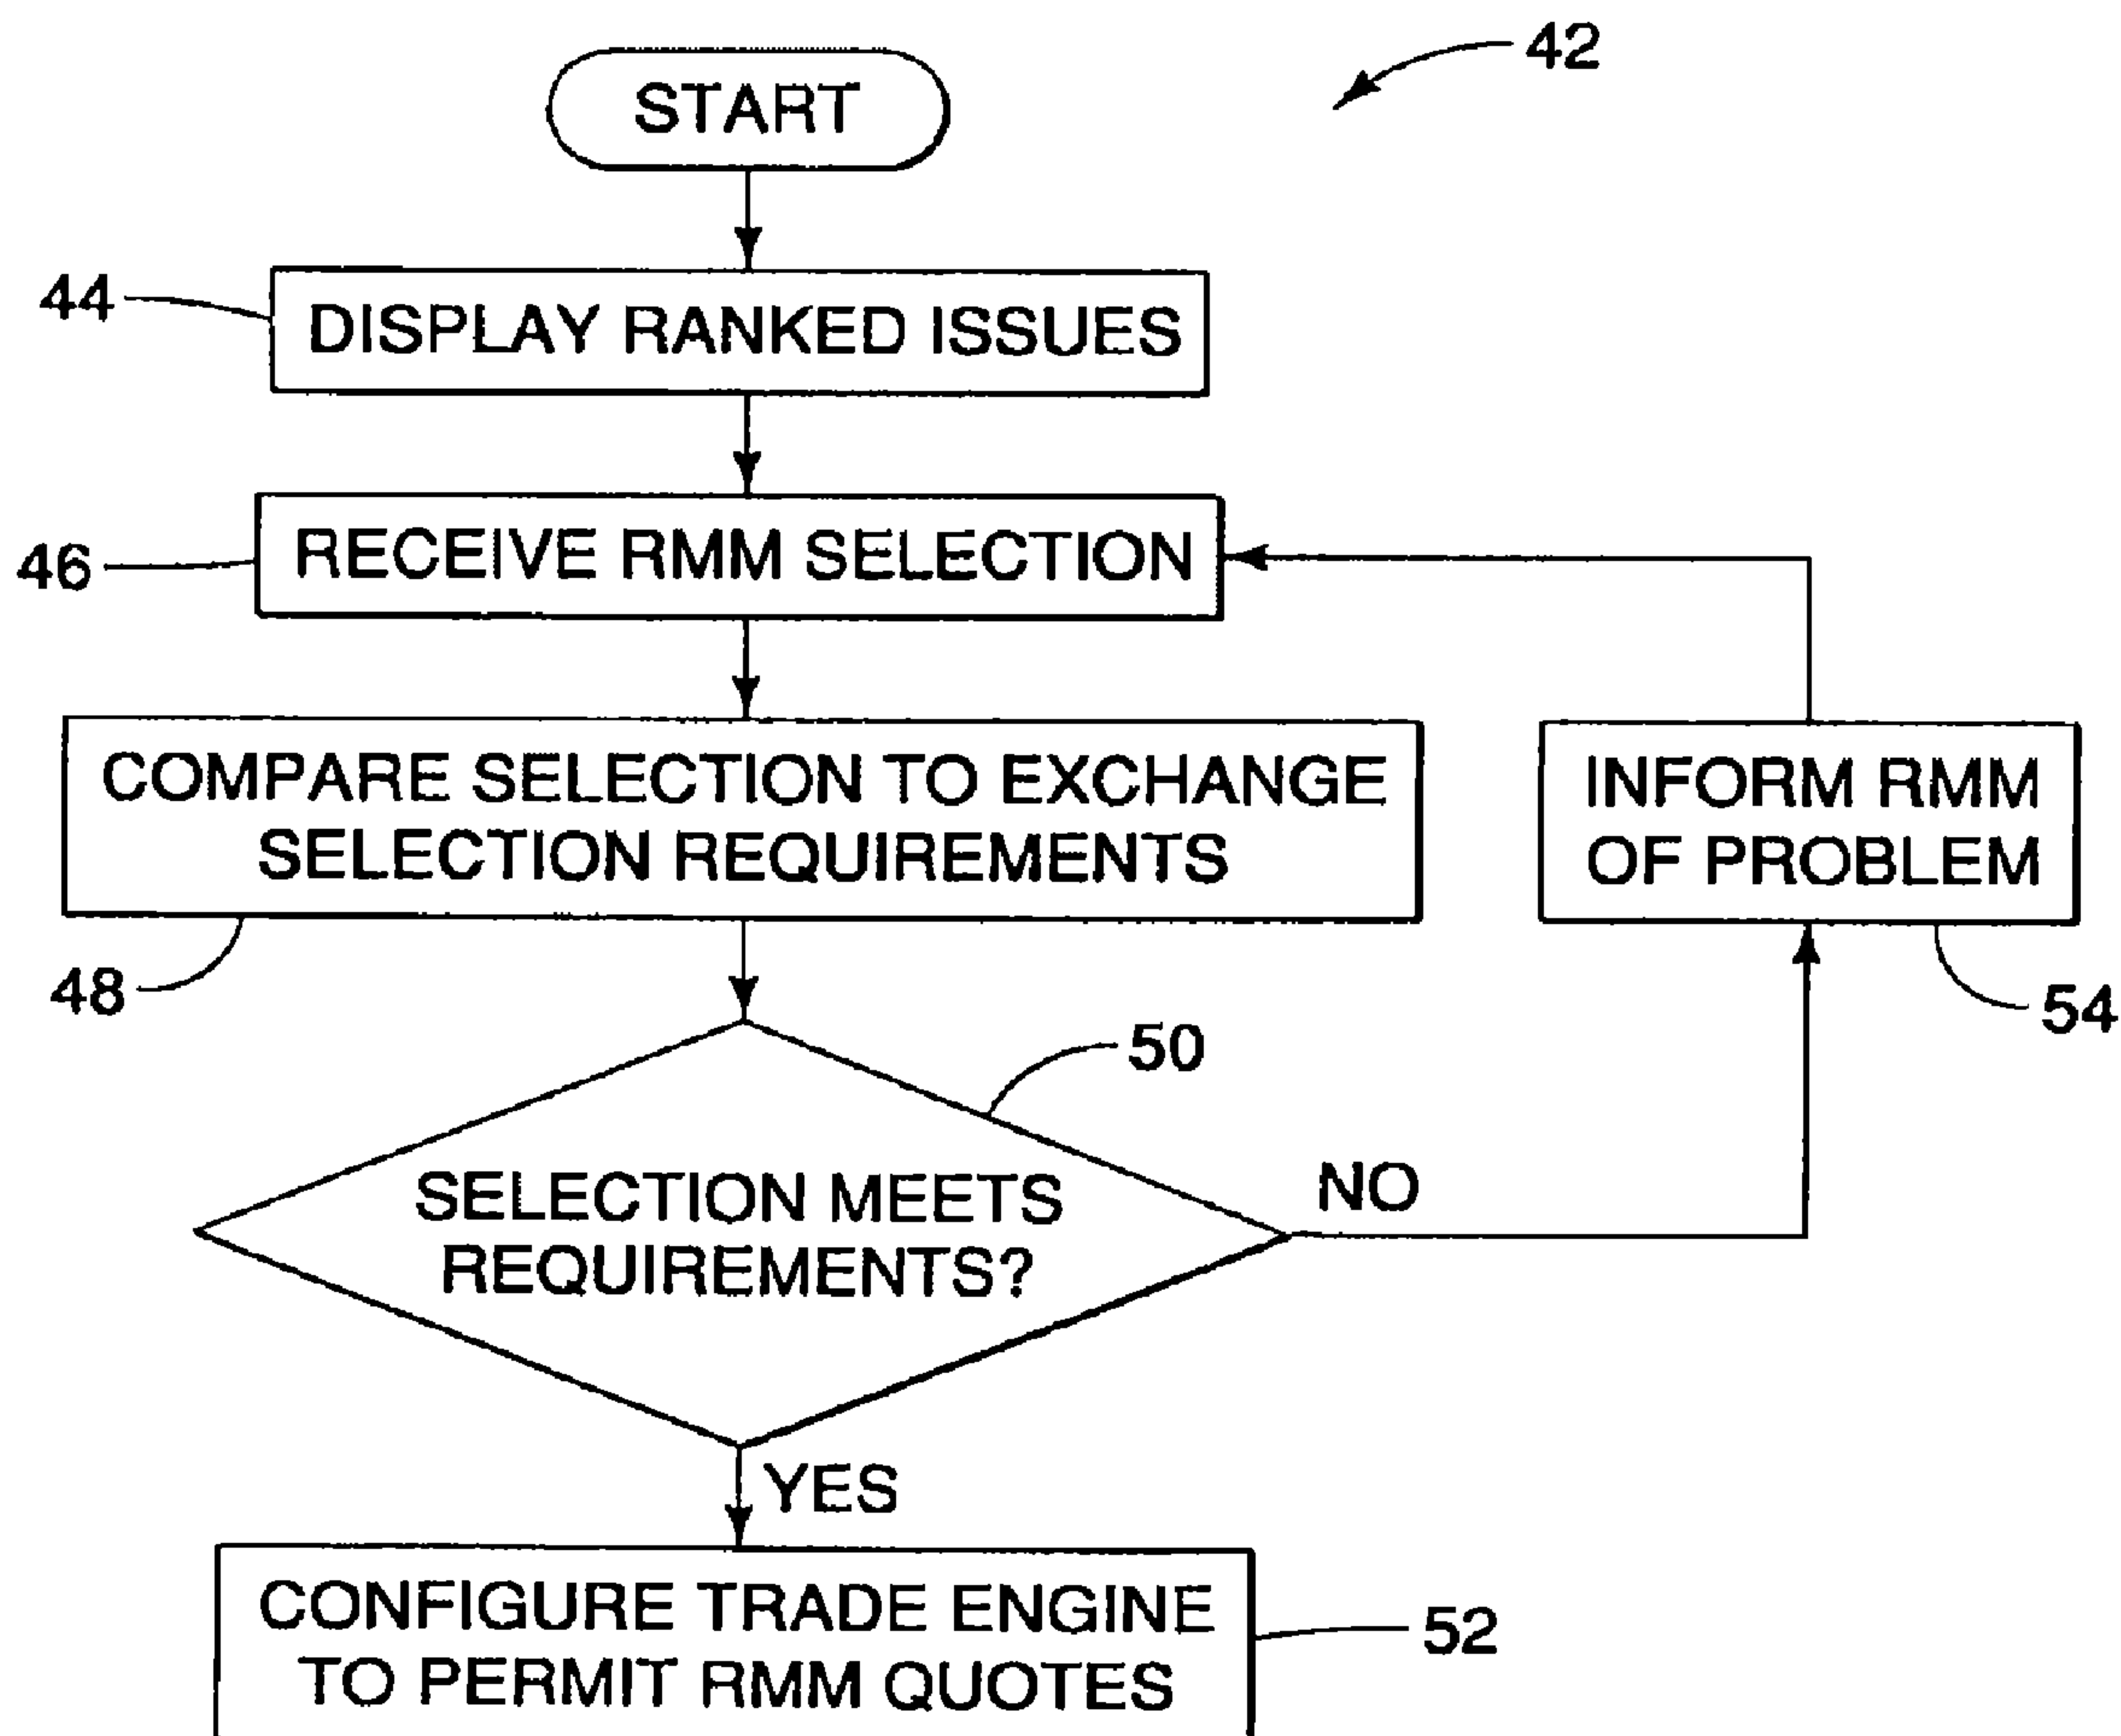 START
42
44
DISPLAY RANKED ISSUES
46
RECEIVE RMM SELECTION
COMPARE SELECTION TO EXCHANGE
SELECTION REQUIREMENTS
48
INFORM RMM
OF PROBLEM
54
50
SELECTION MEETS
REQUIREMENTS?
NO
YES
CONFIGURE TRADE ENGINE
TO PERMIT RMM QUOTES
52